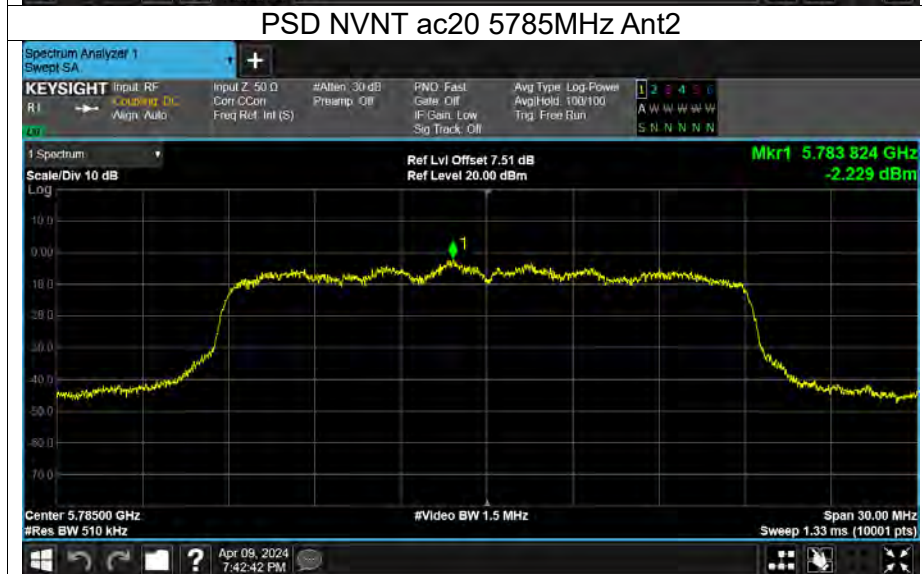 PSD NVNT ac20 5785MHz Ant2
Spectrum Analyzer 1
Swept SA
+
KEYSIGHT Input: RF Input Z: 50 Ω #Atten: 30 dB PNO: Fast Avg Type: Log-Power 1 2 3 4 5 6
Coupling: DC Corr CCorr Preamp: Off Gate: Off Avg|Hold: 100/100 A W W W W W
Align: Auto Freq Ref: Int (S) IF Gain: Low Trig: Free Run
Sig Track: Off S N N N N N
1 Spectrum Ref Lvl Offset 7.51 dB Mkr1 5.783 824 GHz
Scale/Div 10 dB Ref Level 20.00 dBm -2.229 dBm
Log
10.0
0.00
1
-10.0
-20.0
-30.0
-40.0
-50.0
-60.0
-70.0
Center 5.78500 GHz #Video BW 1.5 MHz Span 30.00 MHz
#Res BW 510 kHz Sweep 1.33 ms (10001 pts)
? Apr 09, 2024
7:42:42 PM